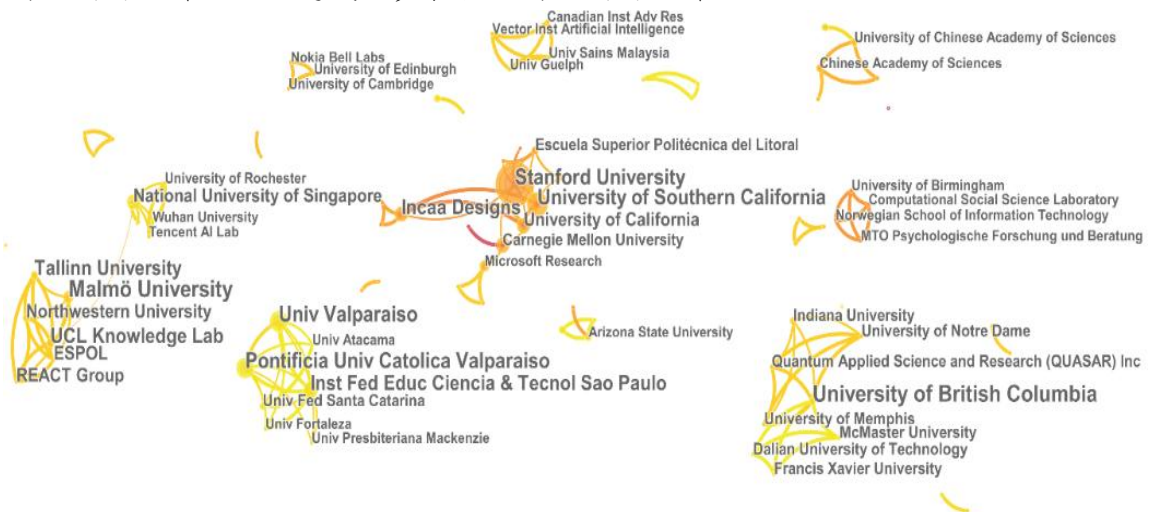 Canadian Inst Adv Res
Vector Inst Artificial Intelligence
Univ Sains Malaysia
Univ Guelph
University of Chinese Academy of Sciences
Chinese Academy of Sciences
Nokia Bell Labs
University of Edinburgh
University of Cambridge
Escuela Superior Politécnica del Litoral
Stanford University
University of Southern California
Incaa Designs
University of California
Carnegie Mellon University
Microsoft Research
University of Rochester
National University of Singapore
Wuhan University
Tencent AI Lab
University of Birmingham
Computational Social Science Laboratory
Norwegian School of Information Technology
MTO Psychologische Forschung und Beratung
Tallinn University
Malmö University
Northwestern University
UCL Knowledge Lab
ESPOL
REACT Group
Univ Valparaiso
Univ Atacama
Pontificia Univ Catolica Valparaiso
Inst Fed Educ Ciencia & Tecnol Sao Paulo
Univ Fed Santa Catarina
Univ Fortaleza
Univ Presbiteriana Mackenzie
Arizona State University
Indiana University
University of Notre Dame
Quantum Applied Science and Research (QUASAR) Inc
University of British Columbia
University of Memphis
McMaster University
Dalian University of Technology
Francis Xavier University